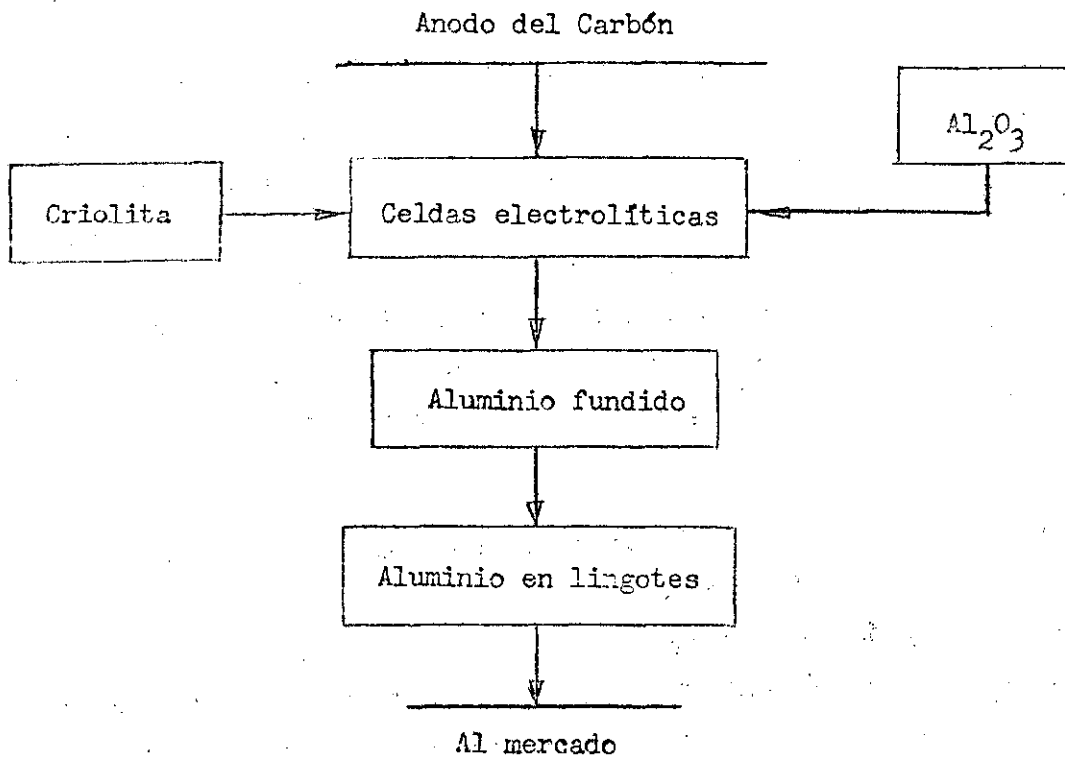 Anodo del Carbón
Al₂O₃
Criolita
Celdas electrolíticas
Aluminio fundido
Aluminio en lingotes
Al mercado